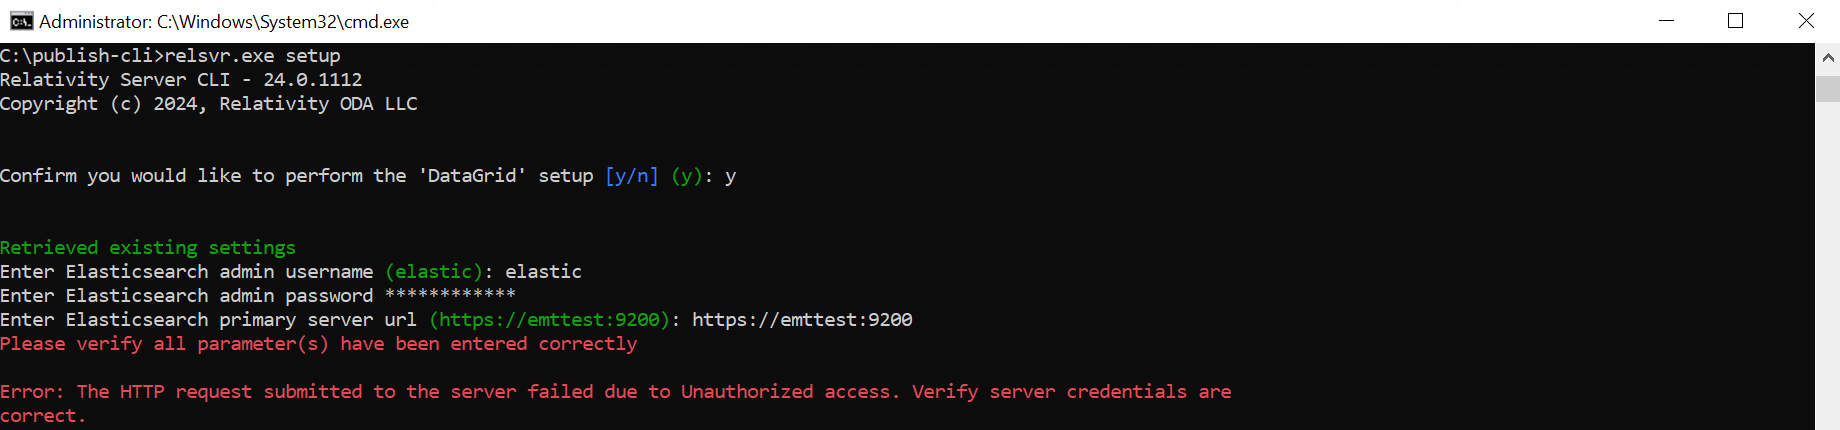 Administrator: C:\Windows\System32\cmd.exe
C:\publish-cli>relsvr.exe setup
Relativity Server CLI - 24.0.1112
Copyright (c) 2024, Relativity ODA LLC
Confirm you would like to perform the 'DataGrid' setup [y/n] (y): y
Retrieved existing settings
Enter Elasticsearch admin username (elastic): elastic
Enter Elasticsearch admin password ************
Enter Elasticsearch primary server url (https://emttest:9200): https://emttest:9200
Please verify all parameter(s) have been entered correctly
Error: The HTTP request submitted to the server failed due to Unauthorized access. Verify server credentials are
correct.